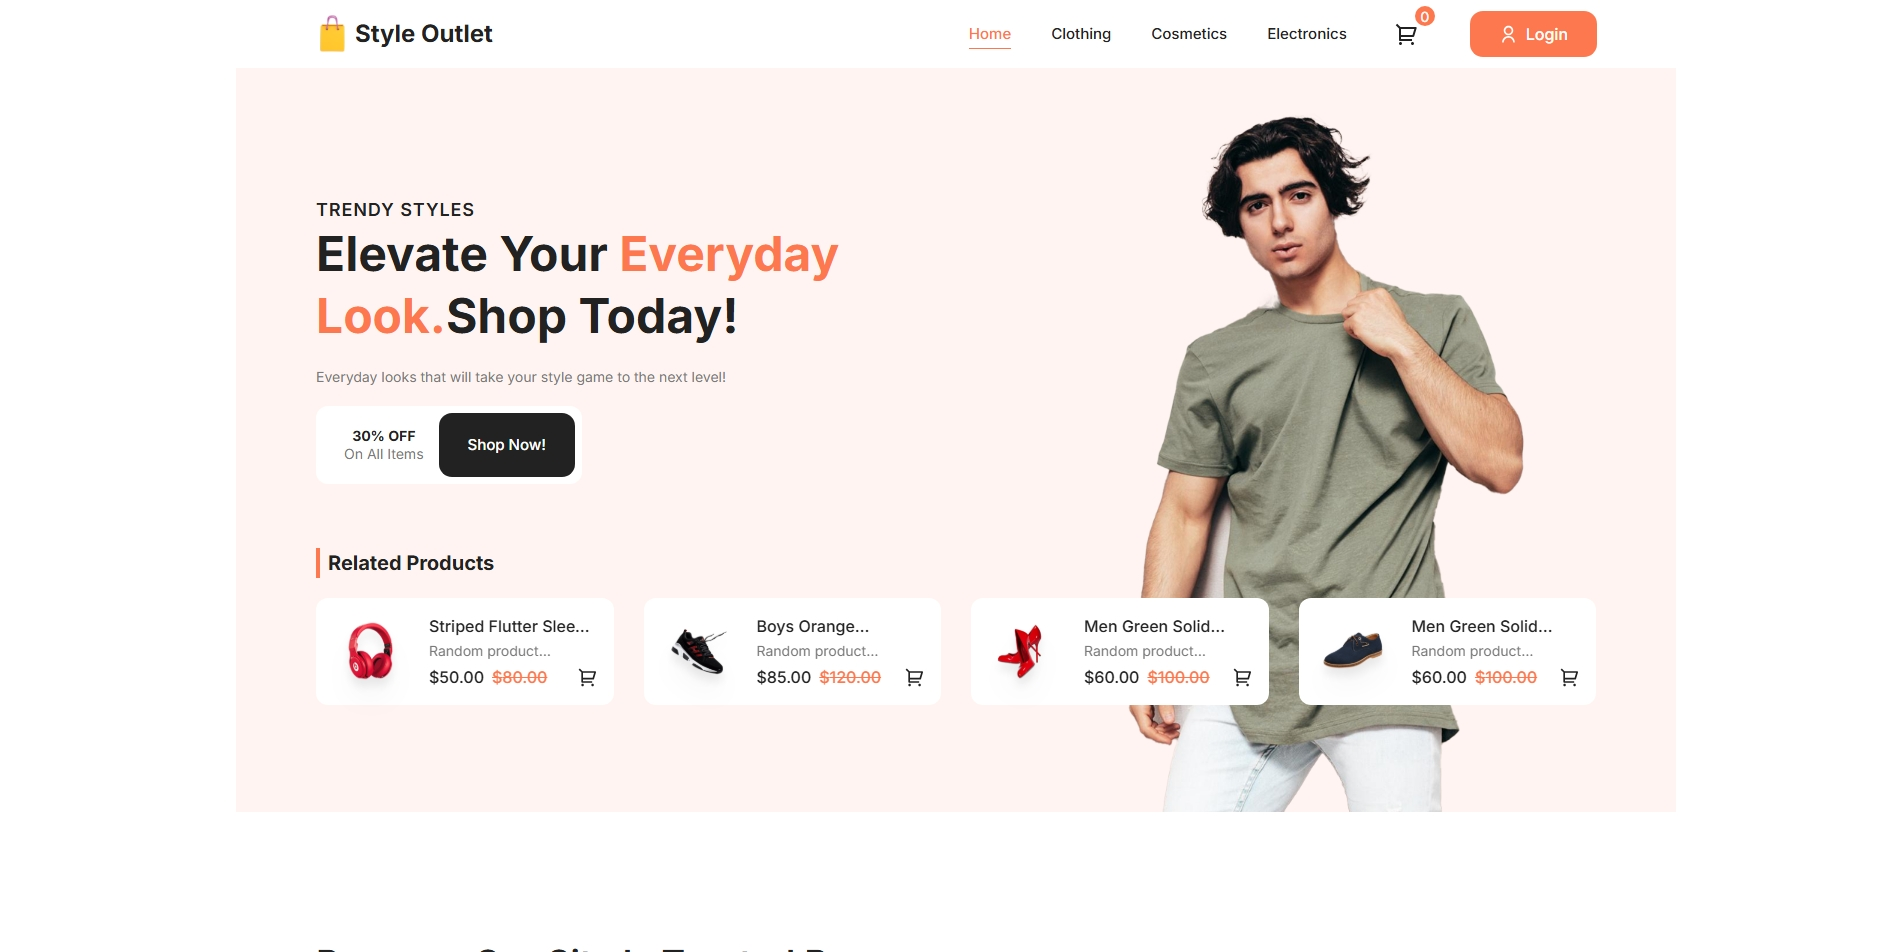 Style Outlet
Home
Clothing
Cosmetics
Electronics
0
Login
TRENDY STYLES
Elevate Your Everyday
Look.Shop Today!
Everyday looks that will take your style game to the next level!
30% OFF
On All Items
Shop Now!
Related Products
Striped Flutter Slee...
Random product...
$50.00 $80.00
Boys Orange...
Random product...
$85.00 $120.00
Men Green Solid...
Random product...
$60.00 $100.00
Men Green Solid...
Random product...
$60.00 $100.00